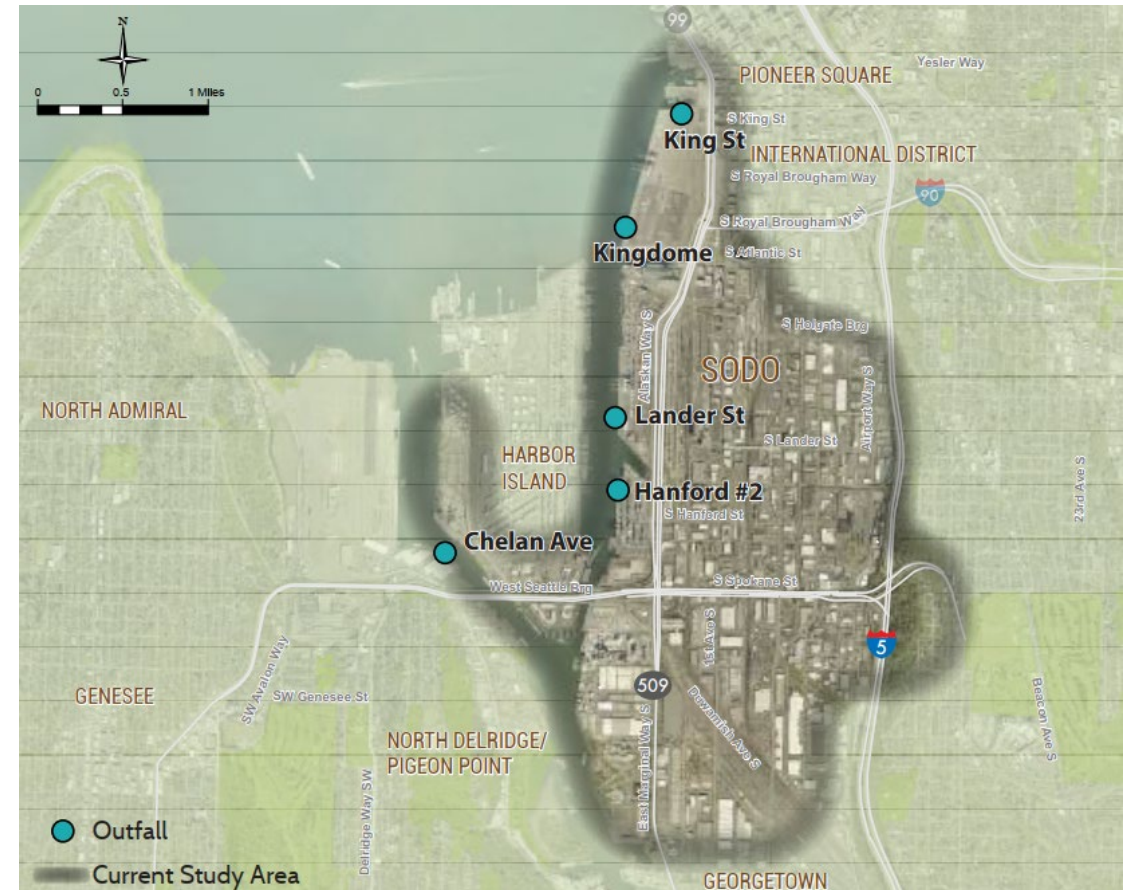 N
0 0.5 1 Miles
99
PIONEER SQUARE
Yesler Way
S King St
King St
INTERNATIONAL DISTRICT
S Royal Brougham Way
90
S Royal Brougham Way
Kingdome
S Atlantic St
Alaskan Way S
S Holgate Brg
SODO
Airport Way S
NORTH ADMIRAL
Lander St
S Lander St
HARBOR
ISLAND
23rd Ave S
Hanford #2
S Hanford St
Chelan Ave
West Seattle Brg
S Spokane St
1st Ave S
5
SW Avalon Way
GENESEE
SW Genesee St
509
Duwamish Ave S
Beacon Ave S
NORTH DELRIDGE/
PIGEON POINT
East Marginal Way S
Delridge Way SW
Outfall
Current Study Area
GEORGETOWN